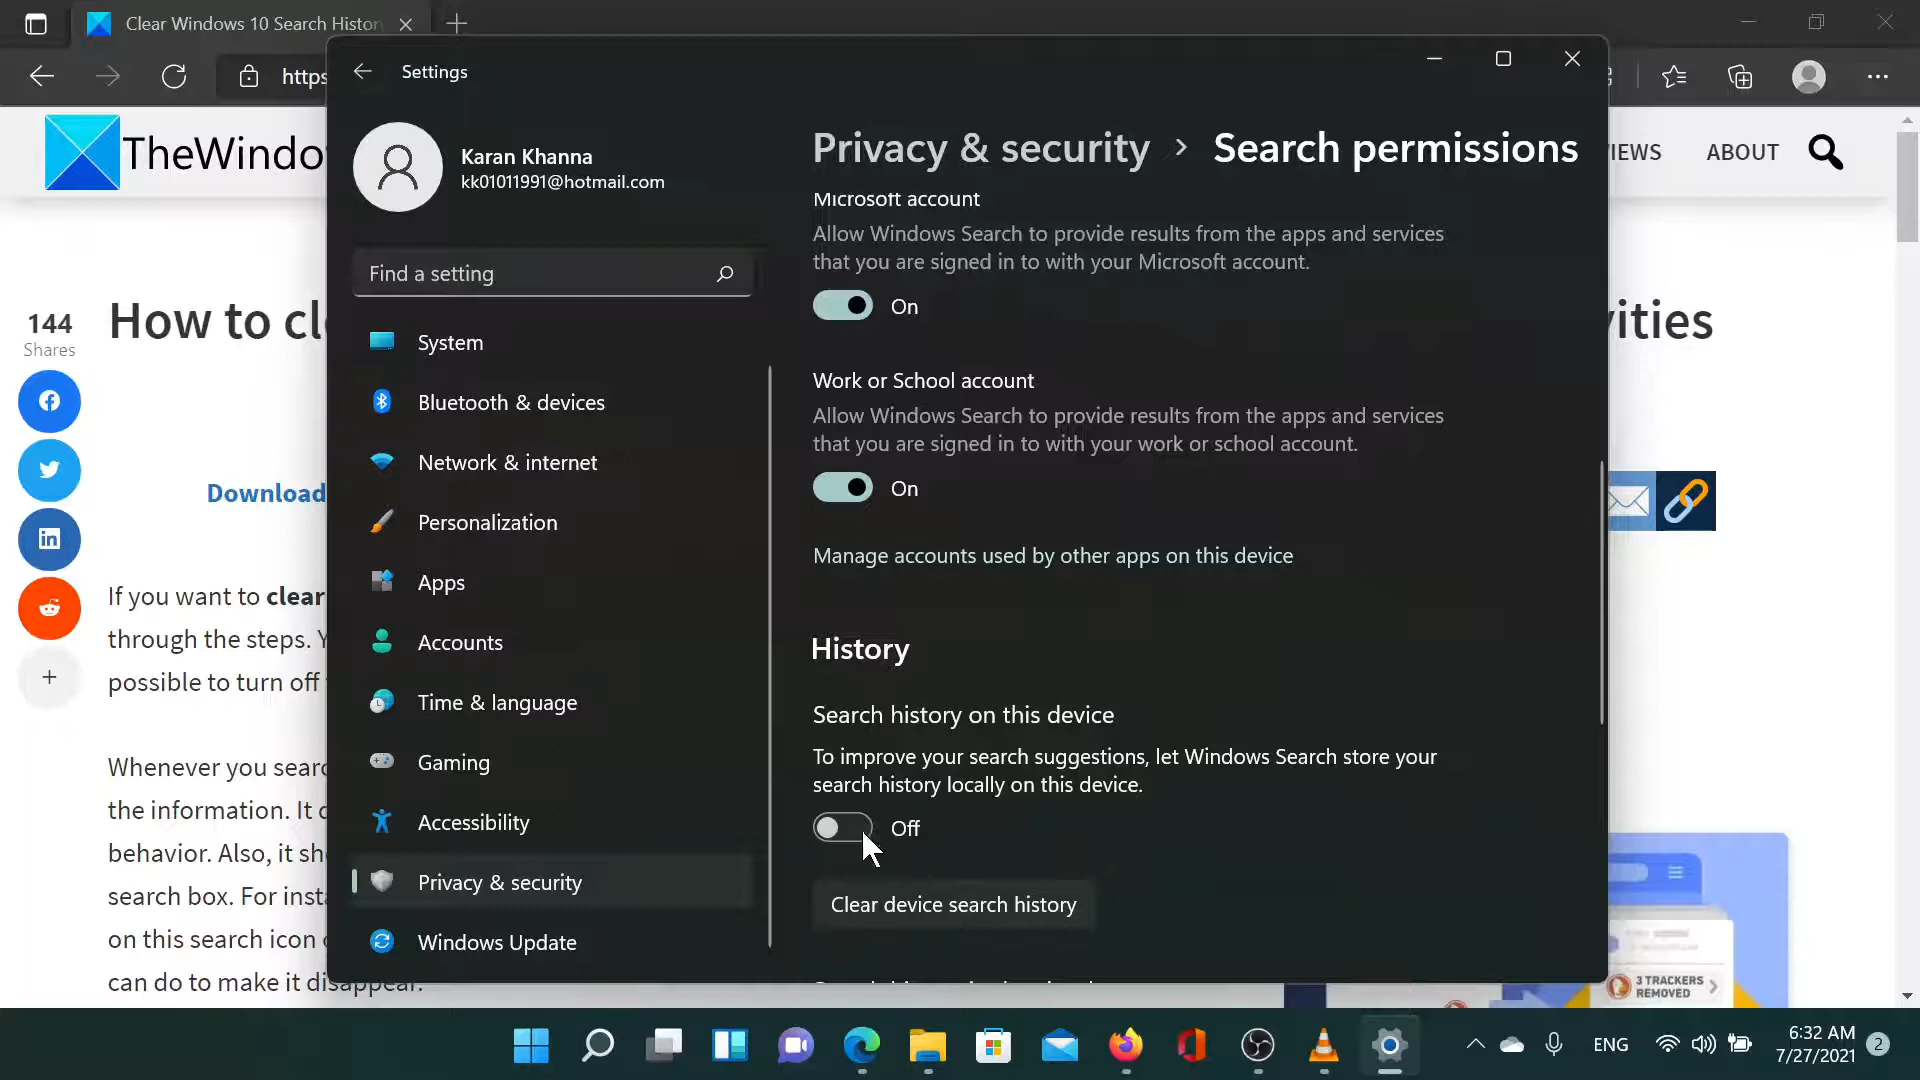 Clear Windows 10 Search Histor
https
Settings
TheWindo
IEWS
ABOUT
Karan Khanna
kk01011991@hotmail.com
Find a setting
System
Bluetooth & devices
Network & internet
Personalization
Apps
Accounts
Time & language
Gaming
Accessibility
Privacy & security
Windows Update
Privacy & security > Search permissions
Microsoft account
Allow Windows Search to provide results from the apps and services
that you are signed in to with your Microsoft account.
On
Work or School account
Allow Windows Search to provide results from the apps and services
that you are signed in to with your work or school account.
On
Manage accounts used by other apps on this device
History
Search history on this device
To improve your search suggestions, let Windows Search store your
search history locally on this device.
Off
Clear device search history
144
Shares
How to cl
vities
Download
If you want to clear
through the steps. Y
possible to turn off
Whenever you searc
the information. It
behavior. Also, it sh
search box. For inst
on this search icon
can do to make it disappear.
3 TRACKERS
REMOVED
ENG
6:32 AM
7/27/2021
2